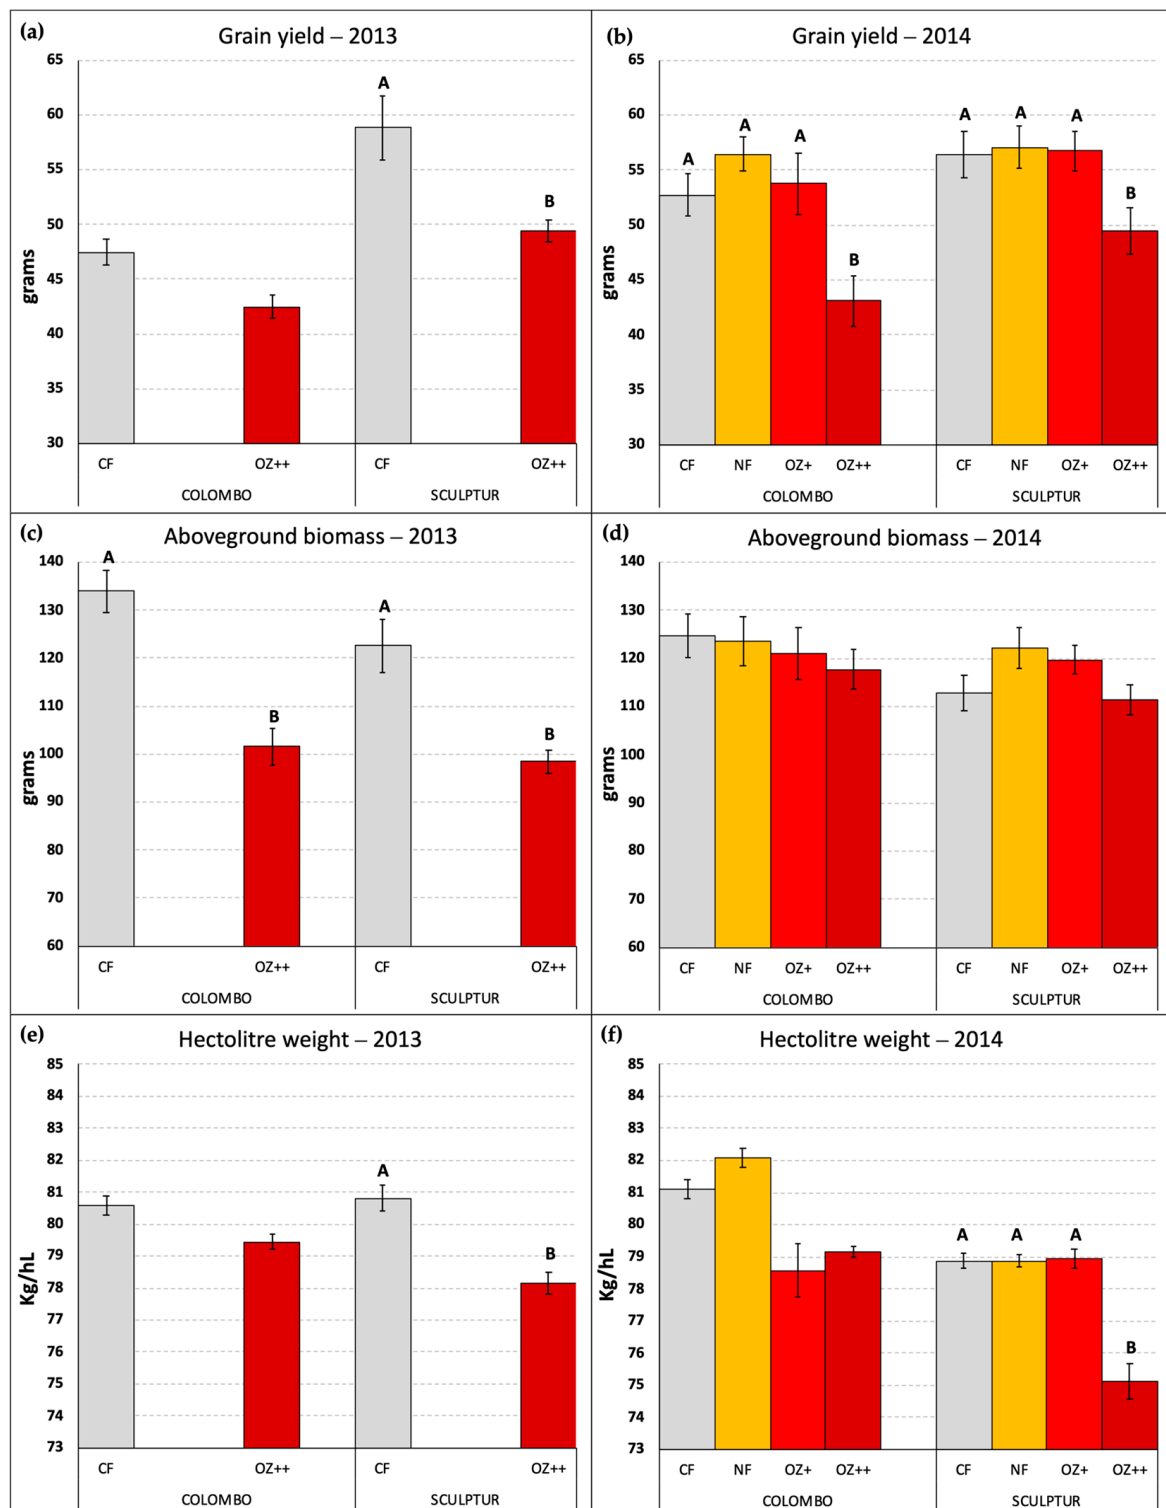 (a)
Grain yield – 2013
65
60
55
50
45
40
35
30
grams
A
B
CF
OZ++
CF
OZ++
COLOMBO
SCULPTUR
(b)
Grain yield – 2014
65
60
55
50
45
40
35
30
grams
A
A
A
B
A
A
A
B
CF
NF
OZ+
OZ++
CF
NF
OZ+
OZ++
COLOMBO
SCULPTUR
(c)
Aboveground biomass – 2013
140
130
120
110
100
90
80
70
60
grams
A
B
A
B
CF
OZ++
CF
OZ++
COLOMBO
SCULPTUR
(d)
Aboveground biomass – 2014
140
130
120
110
100
90
80
70
60
grams
CF
NF
OZ+
OZ++
CF
NF
OZ+
OZ++
COLOMBO
SCULPTUR
(e)
Hectolitre weight – 2013
85
84
83
82
81
80
79
78
77
76
75
74
73
Kg/hL
A
B
CF
OZ++
CF
OZ++
COLOMBO
SCULPTUR
(f)
Hectolitre weight – 2014
85
84
83
82
81
80
79
78
77
76
75
74
73
Kg/hL
A
A
A
B
CF
NF
OZ+
OZ++
CF
NF
OZ+
OZ++
COLOMBO
SCULPTUR